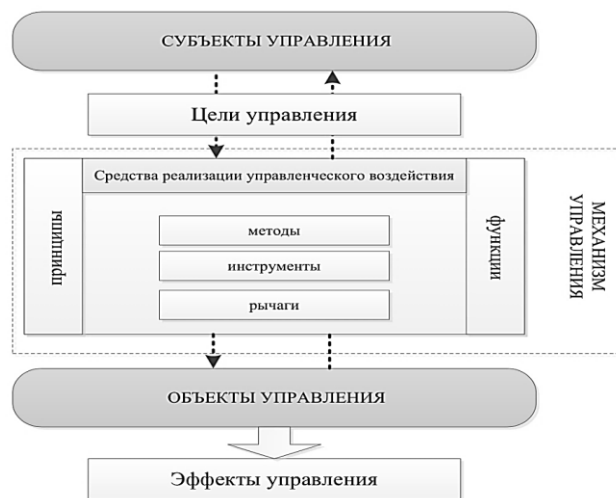 СУБЪЕКТЫ УПРАВЛЕНИЯ
Цели управления
Средства реализации управленческого воздействия
принципы
методы
инструменты
рычаги
функции
МЕХАНИЗМ
УПРАВЛЕНИЯ
ОБЪЕКТЫ УПРАВЛЕНИЯ
Эффекты управления